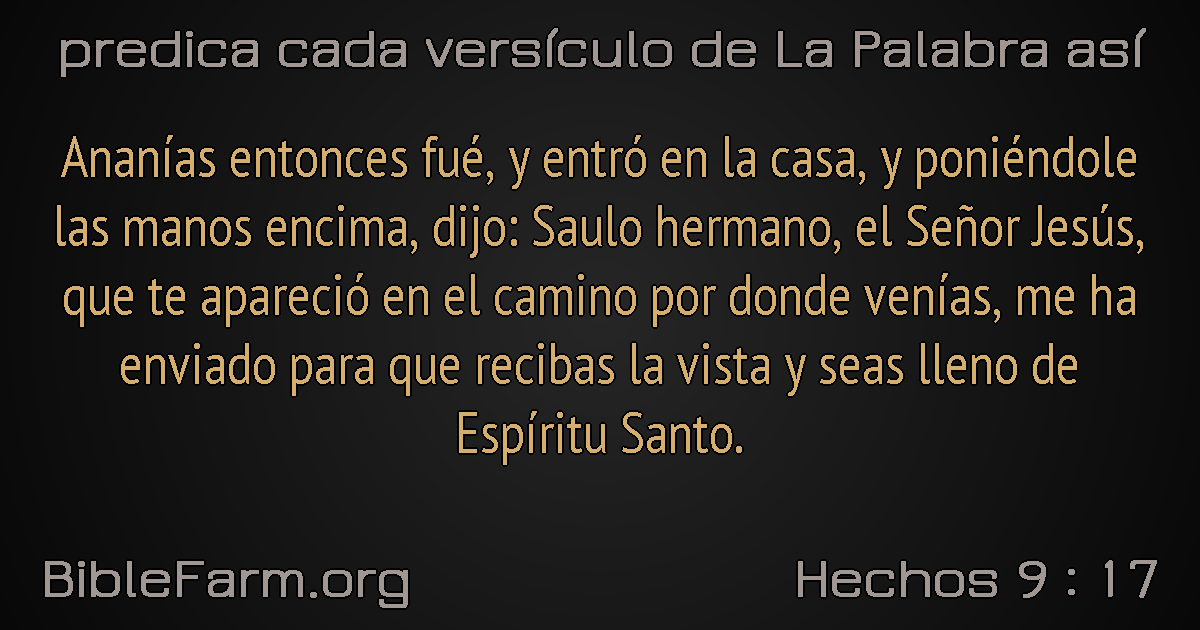 predica cada versículo de La Palabra así
Ananías entonces fué, y entró en la casa, y poniéndole
las manos encima, dijo: Saulo hermano, el Señor Jesús,
que te apareció en el camino por donde venías, me ha
enviado para que recibas la vista y seas lleno de
Espíritu Santo.
BibleFarm.org
Hechos 9 : 17